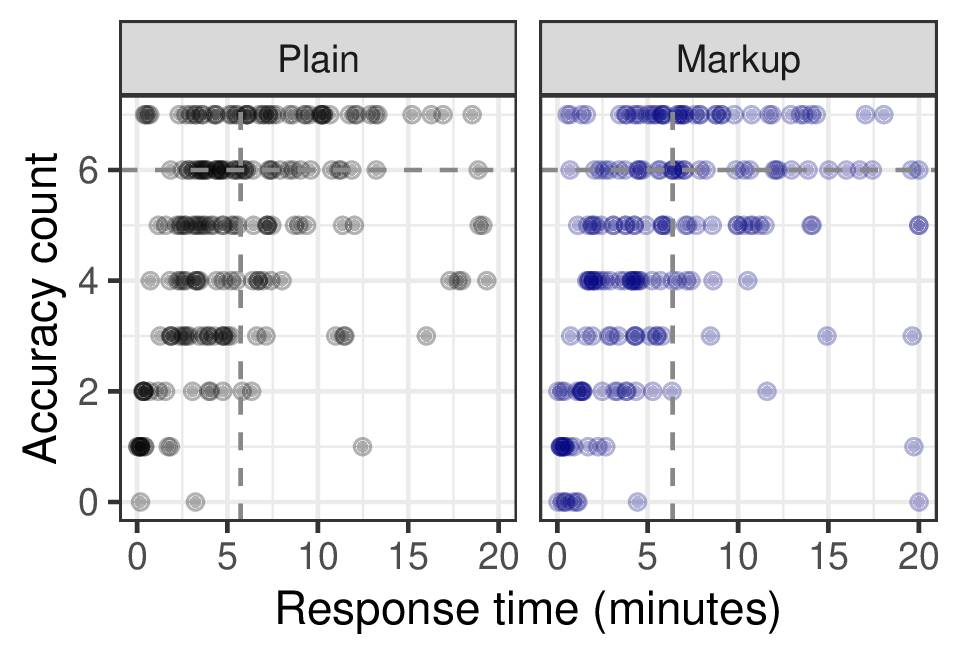 Plain Markup
Accuracy count
6
4
2
0
0 5 10 15 20 0 5 10 15 20
Response time (minutes)